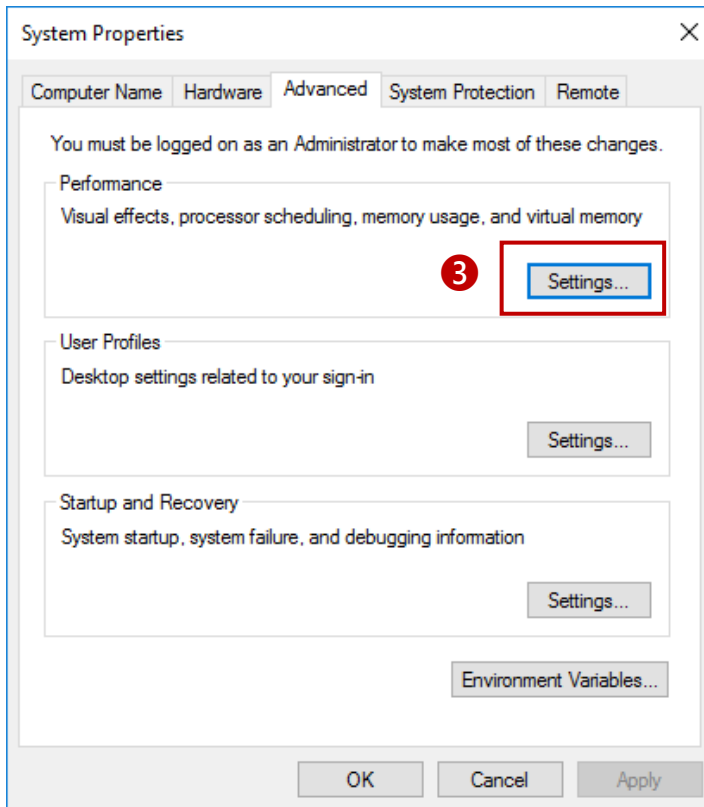 System Properties
Computer Name Hardware Advanced System Protection Remote
You must be logged on as an Administrator to make most of these changes.
Performance
Visual effects, processor scheduling, memory usage, and virtual memory
3 Settings...
User Profiles
Desktop settings related to your sign-in
Settings...
Startup and Recovery
System startup, system failure, and debugging information
Settings...
Environment Variables...
OK Cancel Apply